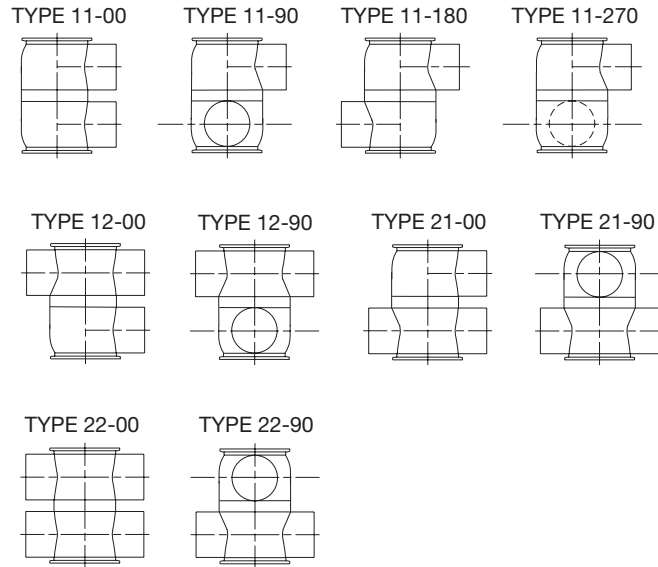 TYPE 11-00
TYPE 11-90
TYPE 11-180
TYPE 11-270
TYPE 12-00
TYPE 12-90
TYPE 21-00
TYPE 21-90
TYPE 22-00
TYPE 22-90